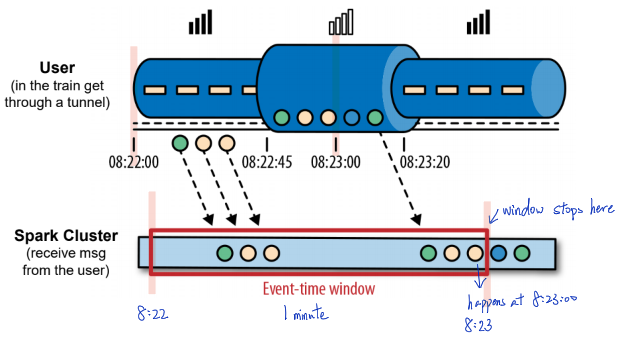 User
(in the train get
through a tunnel)
08:22:00
08:22:45
08:23:00
08:23:20
window stops here
Spark Cluster
(receive msg
from the user)
Event-time window
8:22
1 minute
happens at 8:23:00
8:23